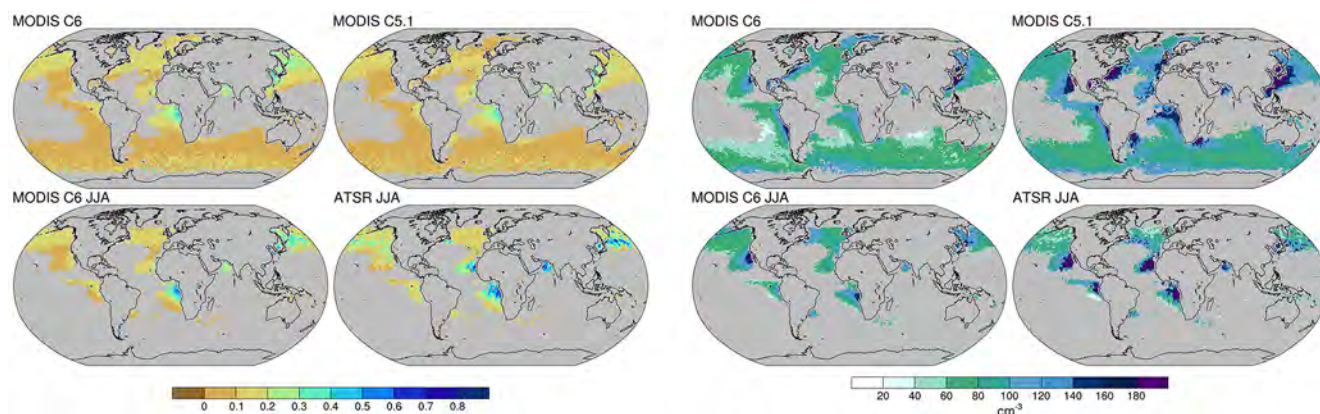 MODIS C6 MODIS C5.1 MODIS C6 MODIS C5.1
MODIS C6 JJA ATSR JJA MODIS C6 JJA ATSR JJA
0 0.1 0.2 0.3 0.4 0.5 0.6 0.7 0.8
20 40 60 80 100 120 140 160 180
cm-3